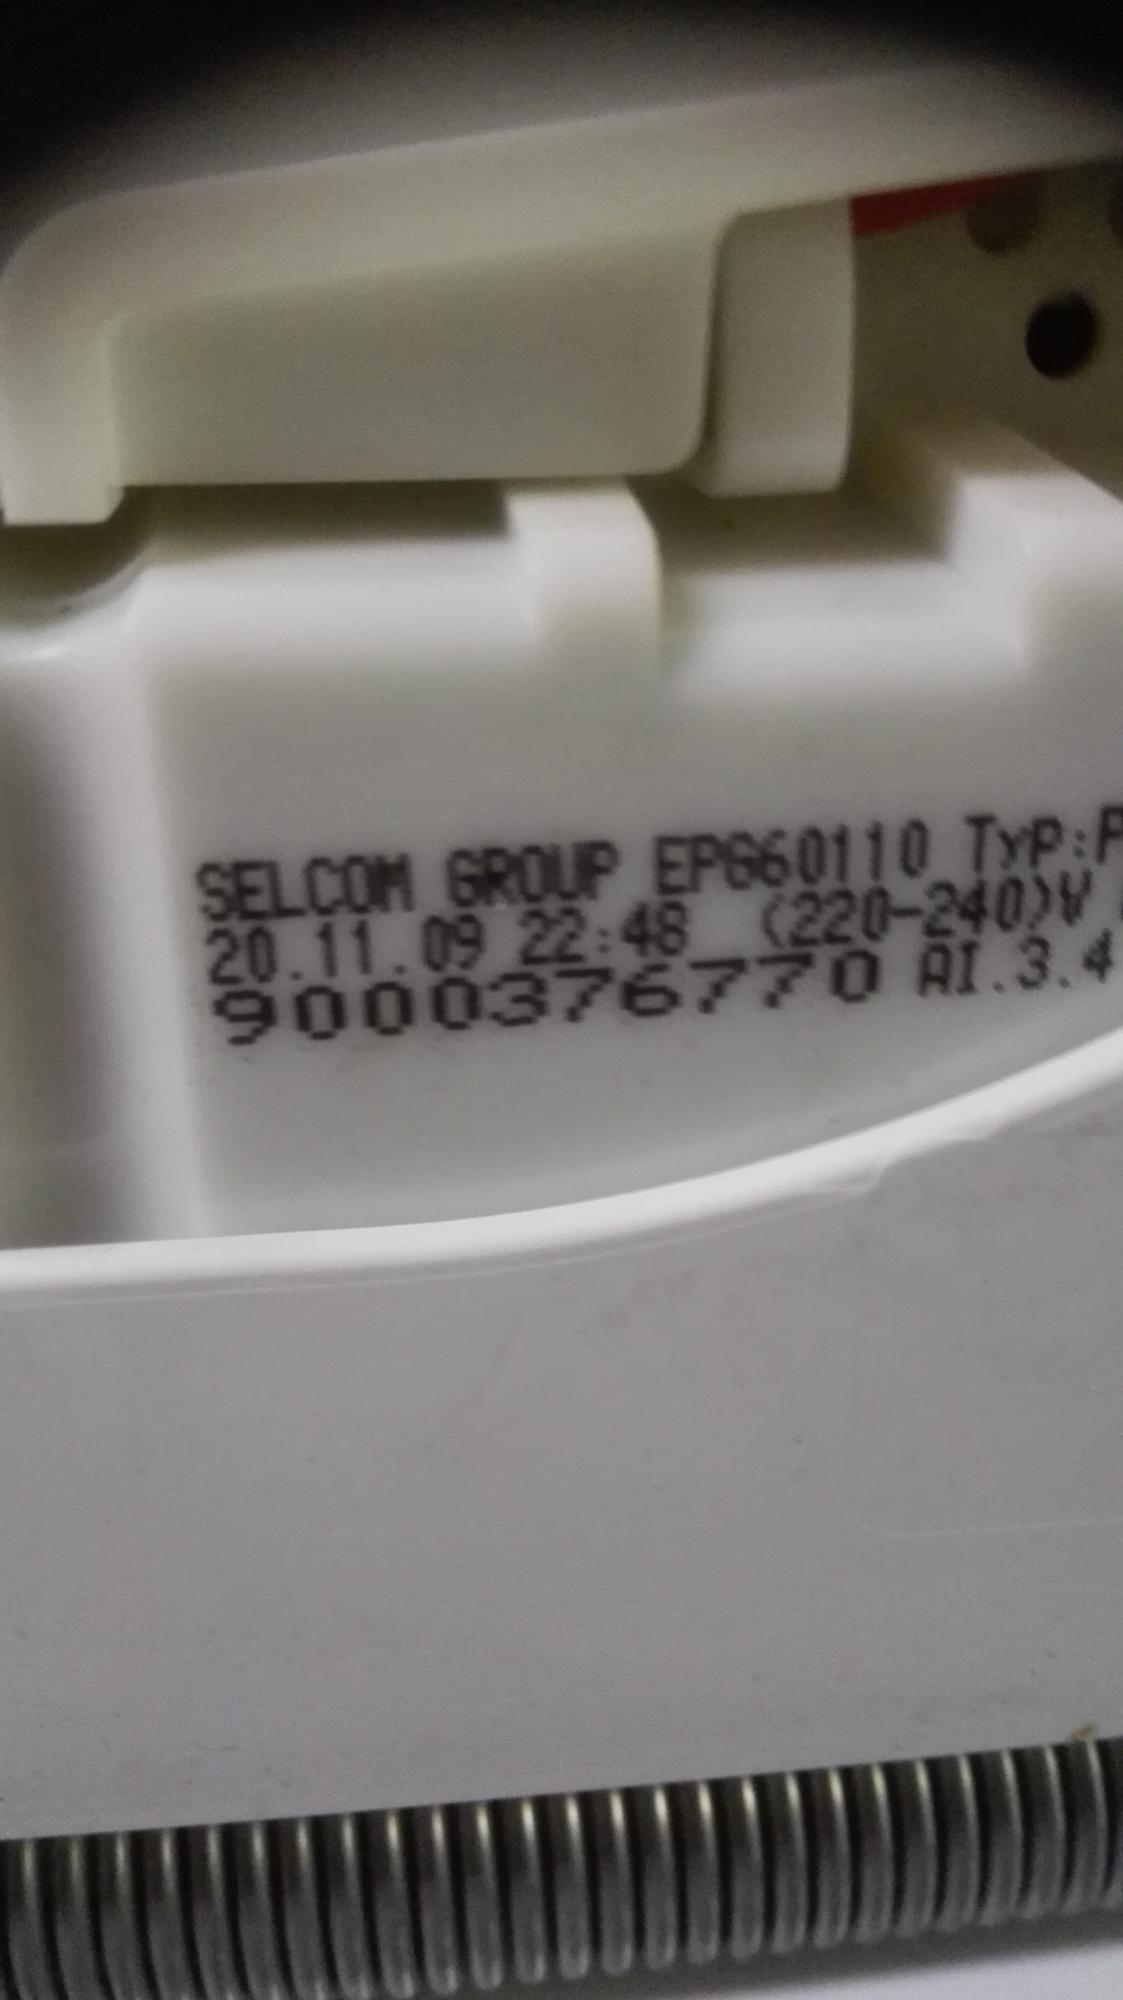 SELCOM GROUP EPG60110 TYP:P
20.11.09 22:48 (220-240)V
9000376770 AI.3.4